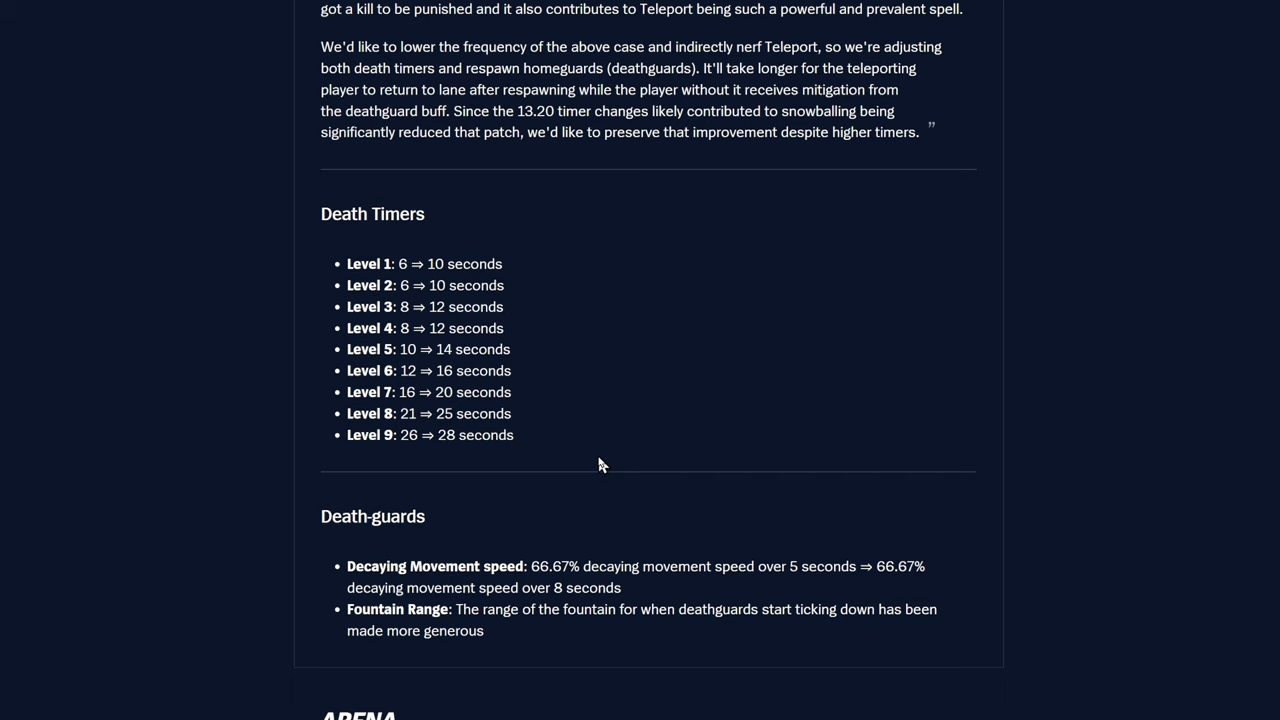 got a kill to be punished and it also contributes to Teleport being such a powerful and prevalent spell.
We'd like to lower the frequency of the above case and indirectly nerf Teleport, so we're adjusting
both death timers and respawn homeguards (deathguards). It'll take longer for the teleporting
player to return to lane after respawning while the player without it receives mitigation from
the deathguard buff. Since the 13.20 timer changes likely contributed to snowballing being
significantly reduced that patch, we'd like to preserve that improvement despite higher timers. ”
Death Timers
• Level 1: 6 ⇒ 10 seconds
• Level 2: 6 ⇒ 10 seconds
• Level 3: 8 ⇒ 12 seconds
• Level 4: 8 ⇒ 12 seconds
• Level 5: 10 ⇒ 14 seconds
• Level 6: 12 ⇒ 16 seconds
• Level 7: 16 ⇒ 20 seconds
• Level 8: 21 ⇒ 25 seconds
• Level 9: 26 ⇒ 28 seconds
Death-guards
• Decaying Movement speed: 66.67% decaying movement speed over 5 seconds ⇒ 66.67%
decaying movement speed over 8 seconds
• Fountain Range: The range of the fountain for when deathguards start ticking down has been
made more generous
ARENA